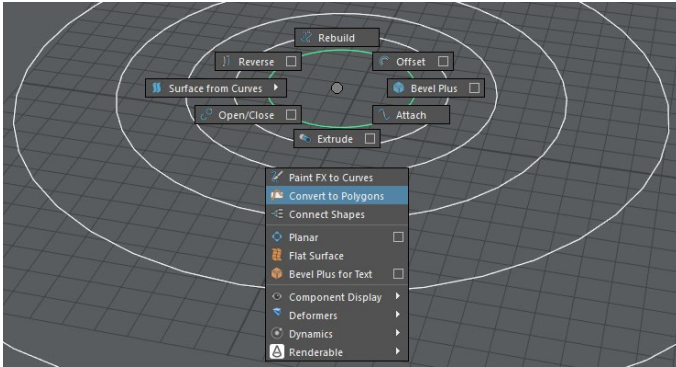 Rebuild
Reverse
Offset
Surface from Curves
Bevel Plus
Open/Close
Attach
Extrude
Paint FX to Curves
Convert to Polygons
Connect Shapes
Planar
Flat Surface
Bevel Plus for Text
Component Display
Deformers
Dynamics
Renderable